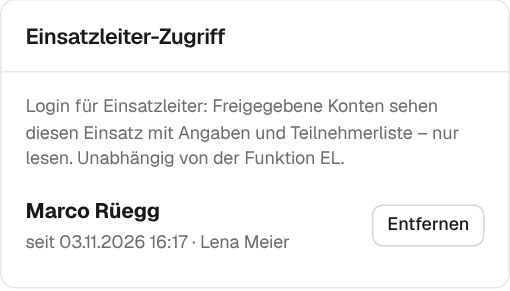 Einsatzleiter-Zugriff
Login für Einsatzleiter: Freigegebene Konten sehen
diesen Einsatz mit Angaben und Teilnehmerliste – nur
lesen. Unabhängig von der Funktion EL.
Marco Rüegg
seit 03.11.2026 16:17 · Lena Meier
Entfernen